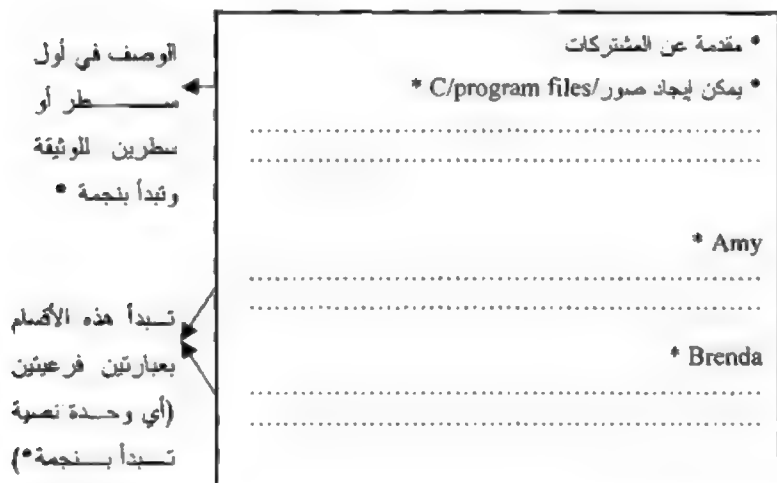 * مقدمة عن المشتركات
* يمكن إيجاد صور/C/program files *
................................................
................................................
* Amy
................................................
................................................
* Brenda
................................................
................................................
الوصف في أول
سطر أو
سطرين للوثيقة
وتبدأ بنجمة *
تبدأ هذه الأقسام
بعبارتين فرعيتين
(أي وحدة نصية
تبدأ بنجمة*)